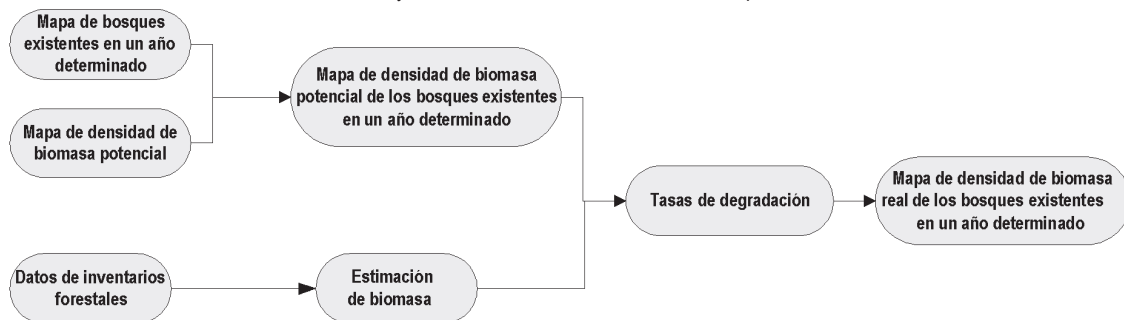 Mapa de bosques
existentes en un año
determinado
Mapa de densidad de
biomasa potencial
Mapa de densidad de biomasa
potencial de los bosques existentes
en un año determinado
Datos de inventarios
forestales
Estimación
de biomasa
Tasas de degradación
Mapa de densidad de biomasa
real de los bosques existentes
en un año determinado